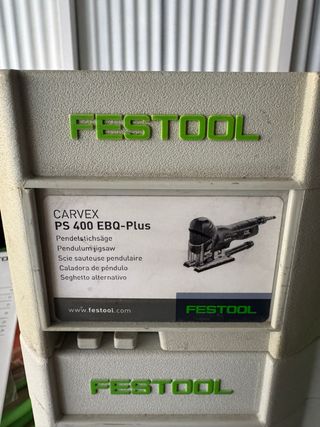 FESTOOL
CARVEX
PS 400 EBQ-Plus
Pendelstichsäge
Pendulum jigsaw
Scie sauteuse pendulaire
Caladora de péndulo
Seghetto alternativo
www.festool.com
FESTOOL
FESTOOL